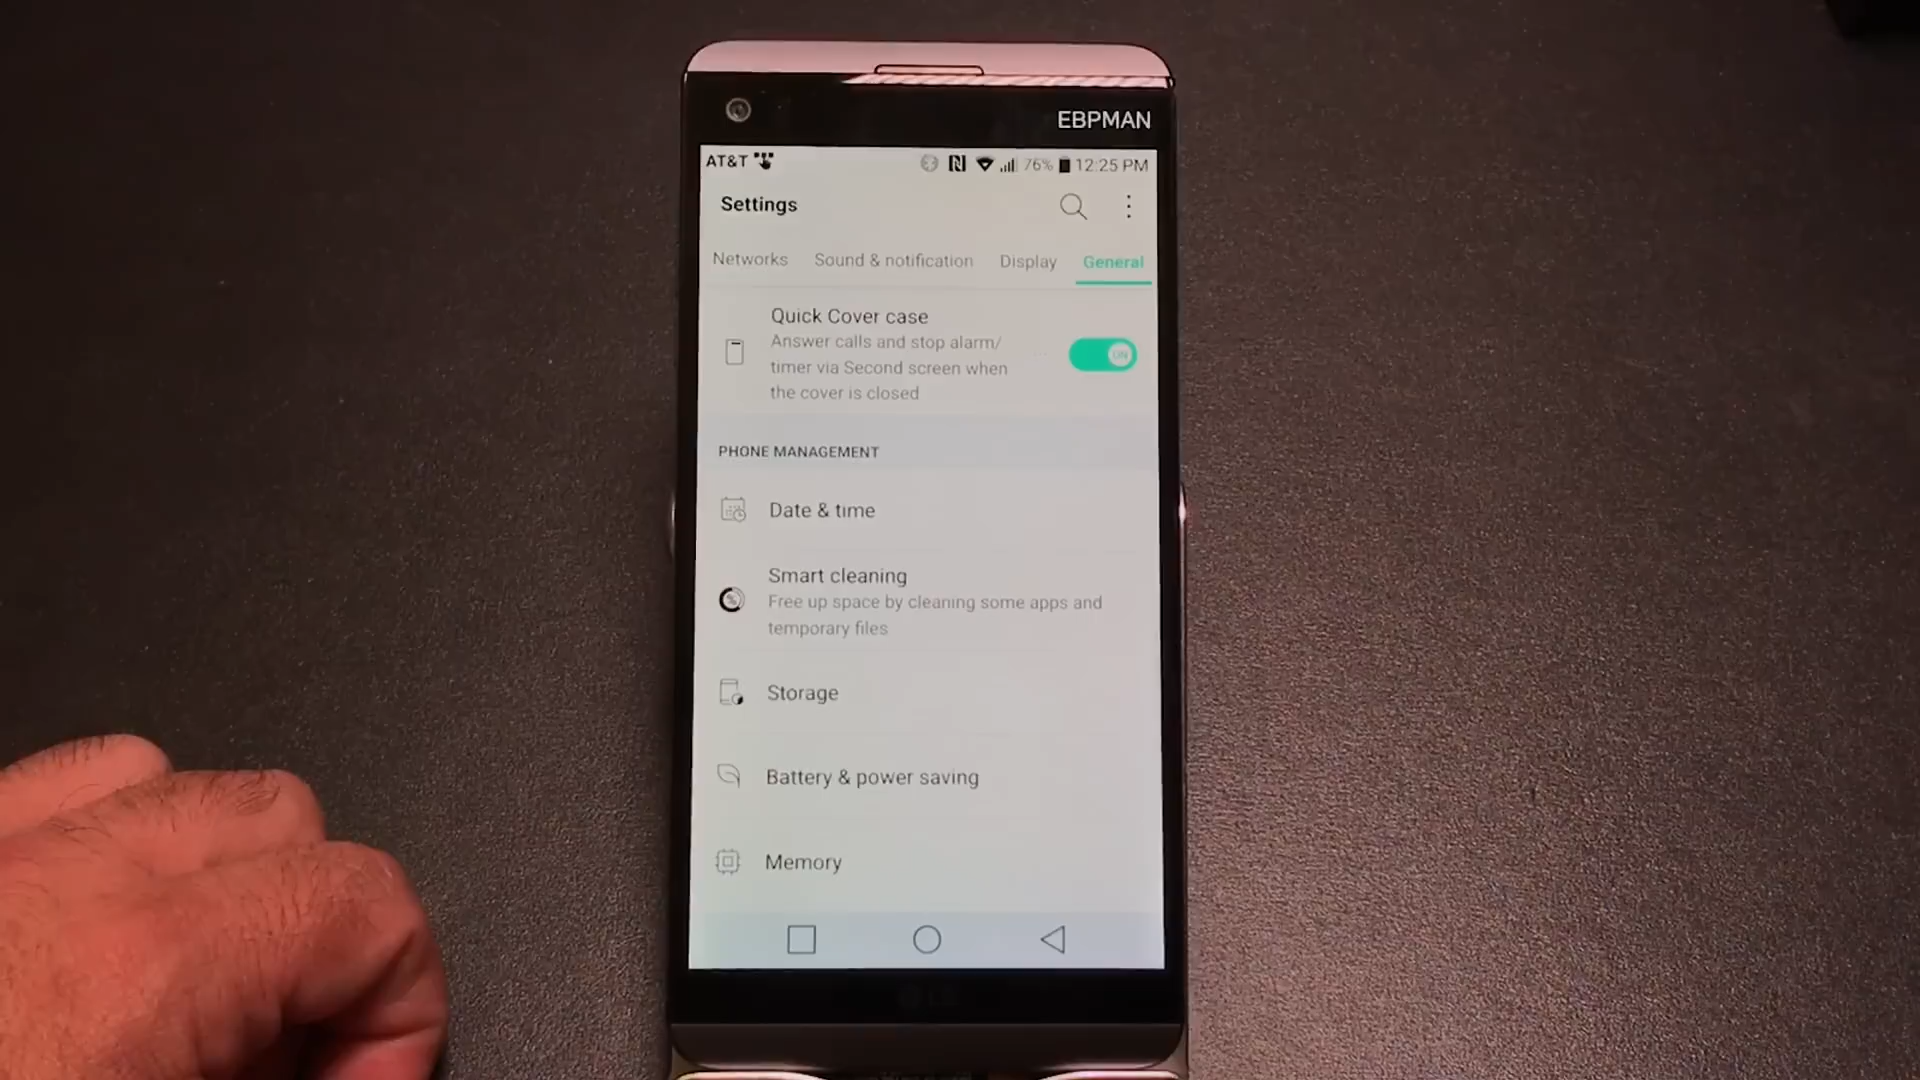 EBPMAN
AT&T 76% 12:25 PM
Settings
Networks Sound & notification Display General
Quick Cover case
Answer calls and stop alarm/
timer via Second screen when
the cover is closed
ON
PHONE MANAGEMENT
Date & time
Smart cleaning
Free up space by cleaning some apps and
temporary files
Storage
Battery & power saving
Memory
LG